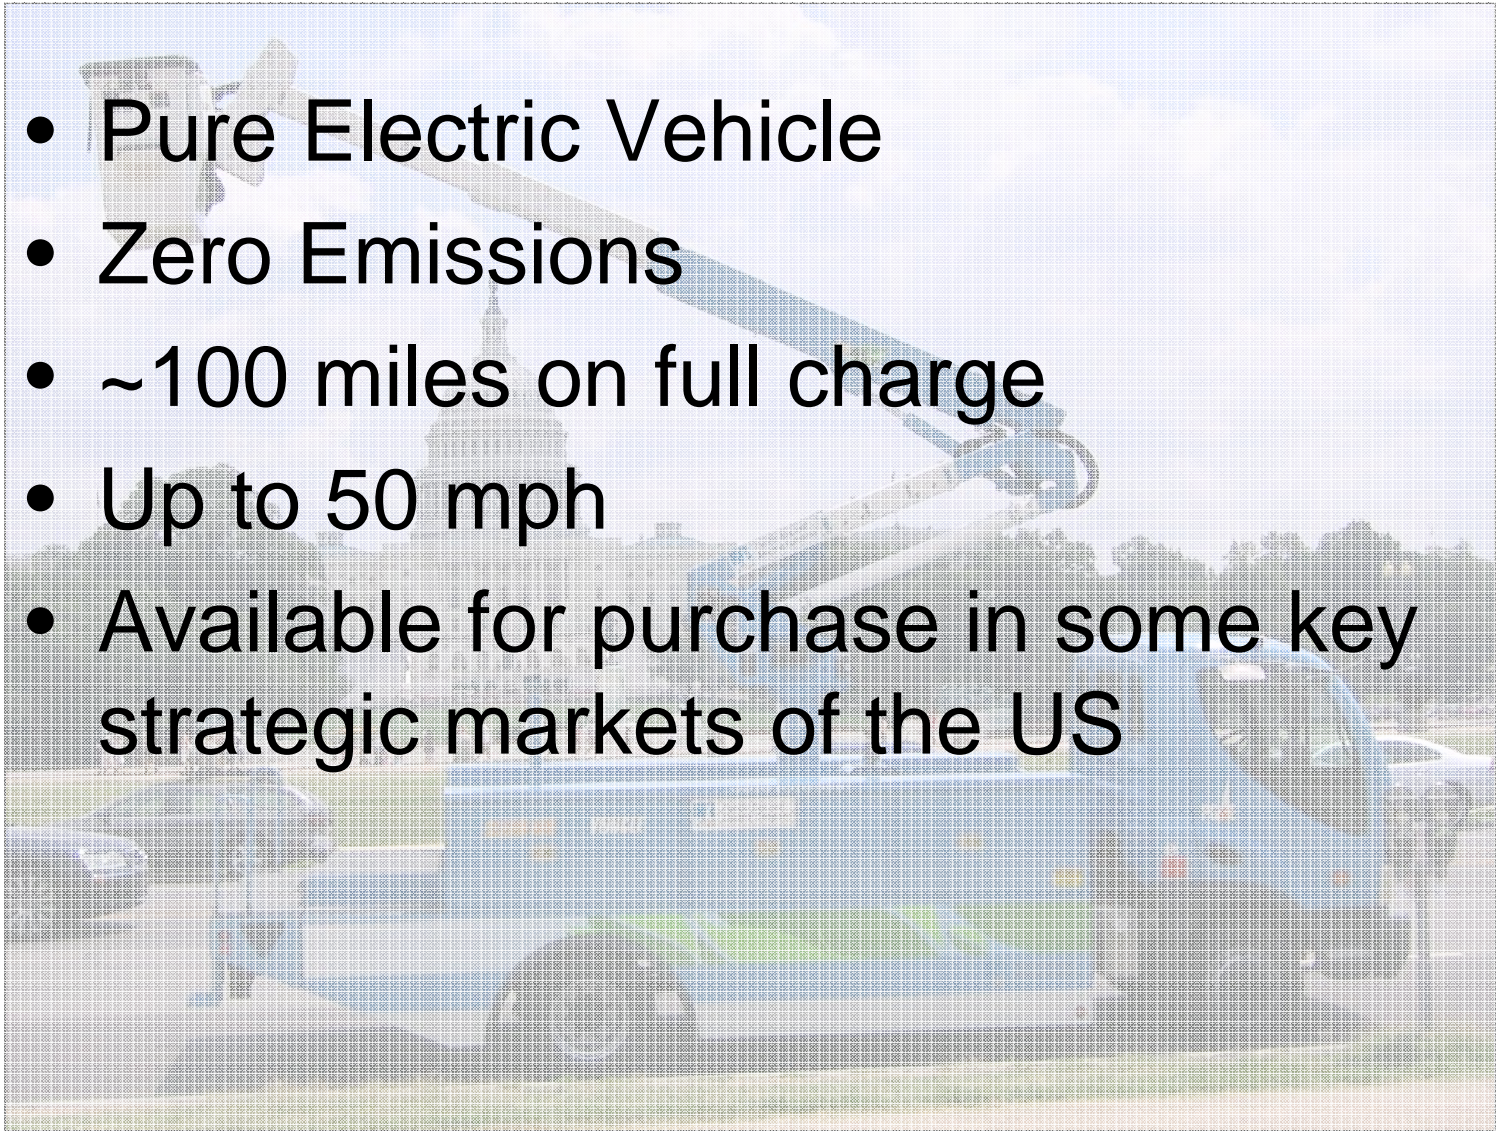 • Pure Electric Vehicle
• Zero Emissions
• ~100 miles on full charge
• Up to 50 mph
• Available for purchase in some key
strategic markets of the US